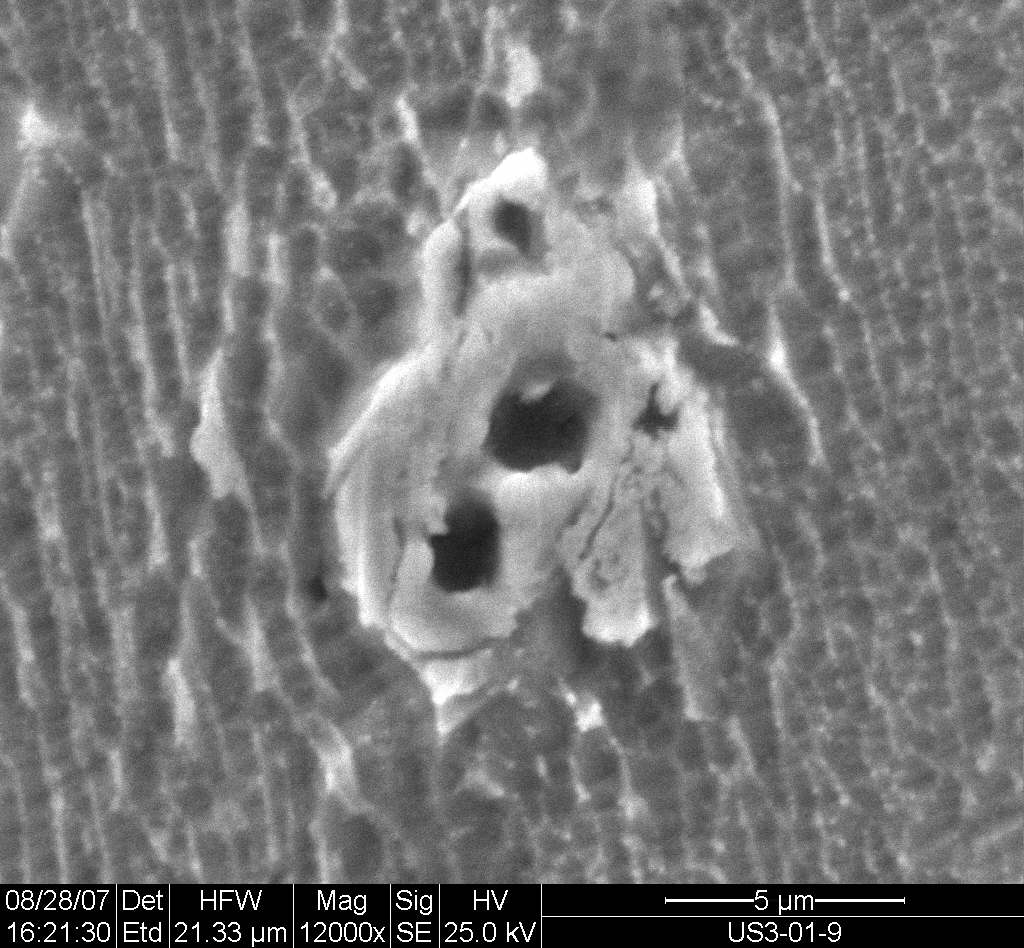 08/28/07 Det HFW Mag Sig HV 5 µm
16:21:30 Etd 21.33 µm 12000x SE 25.0 kV US3-01-9